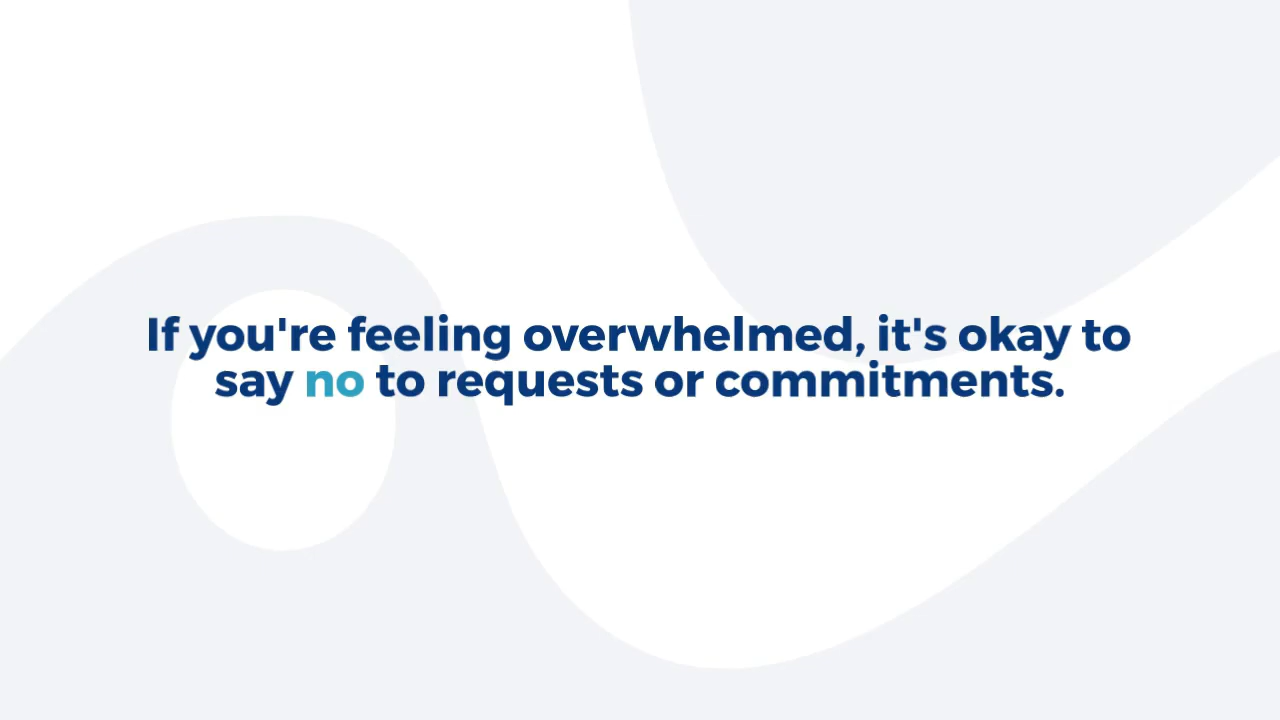 If you're feeling overwhelmed, it's okay to
say no to requests or commitments.